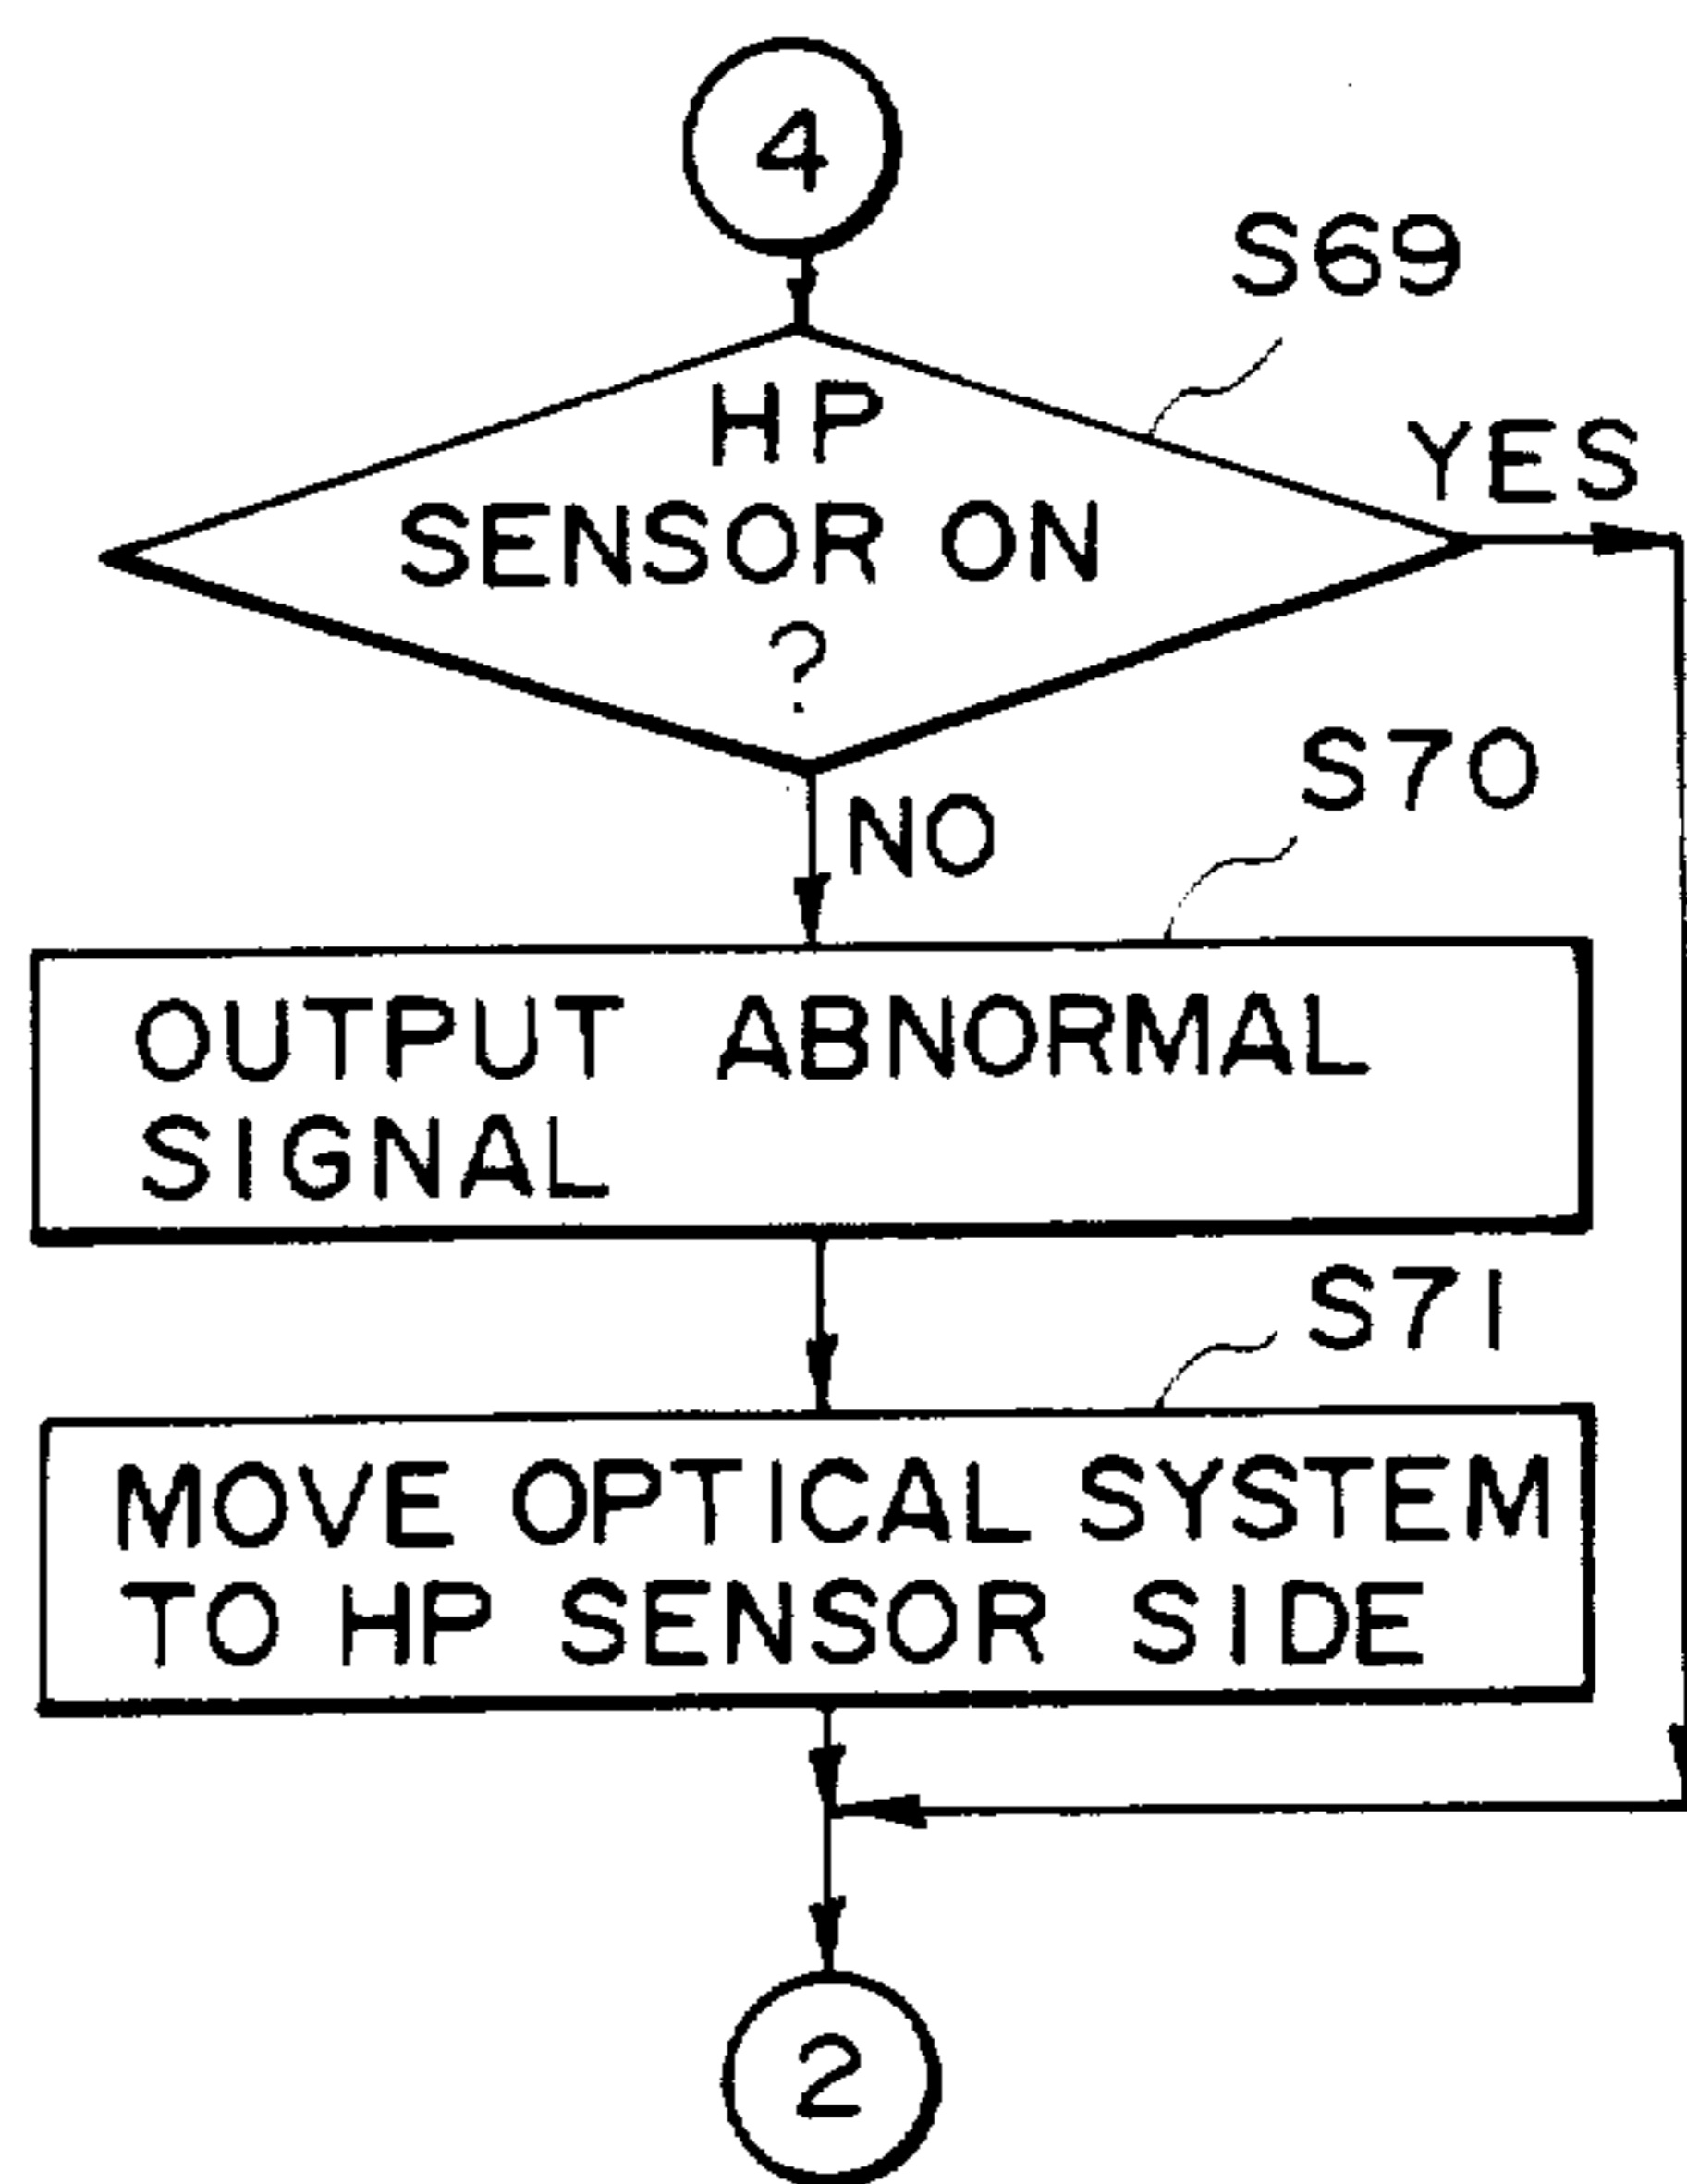 4
S69
HP
SENSOR ON
?
YES
NO
S70
OUTPUT ABNORMAL
SIGNAL
S71
MOVE OPTICAL SYSTEM
TO HP SENSOR SIDE
2